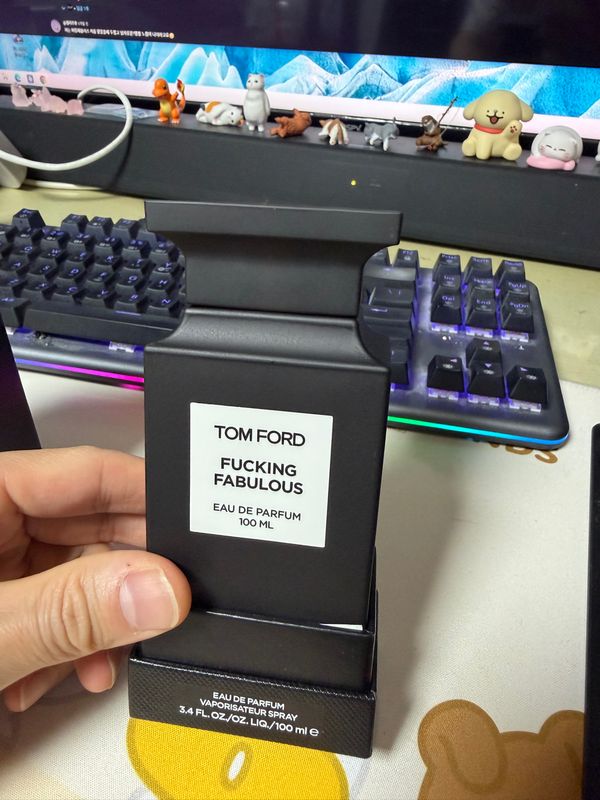 TOM FORD
FUCKING
FABULOUS
EAU DE PARFUM
100 ML
EAU DE PARFUM
VAPORISATEUR SPRAY
3.4 FL. OZ./OZ. LIQ./100 ml ℮